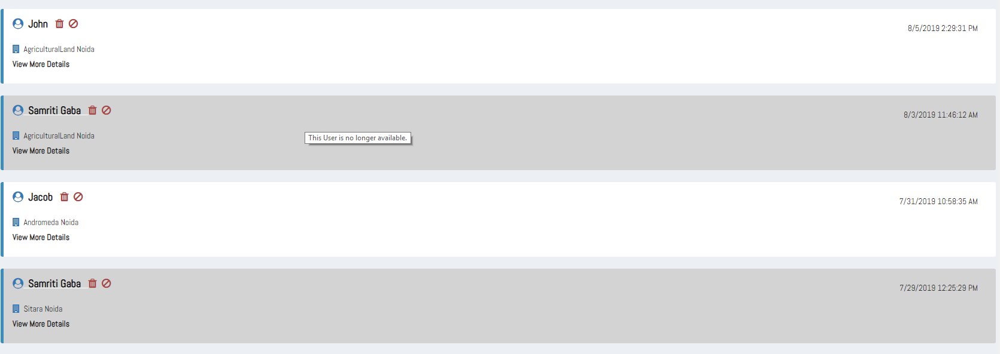 John
8/5/2019 2:29:31 PM
AgriculturalLand Noida
View More Details
Samriti Gaba
8/3/2019 11:46:12 AM
AgriculturalLand Noida
This User is no longer available.
View More Details
Jacob
7/31/2019 10:58:35 AM
Andromeda Noida
View More Details
Samriti Gaba
7/29/2019 12:25:29 PM
Sitara Noida
View More Details